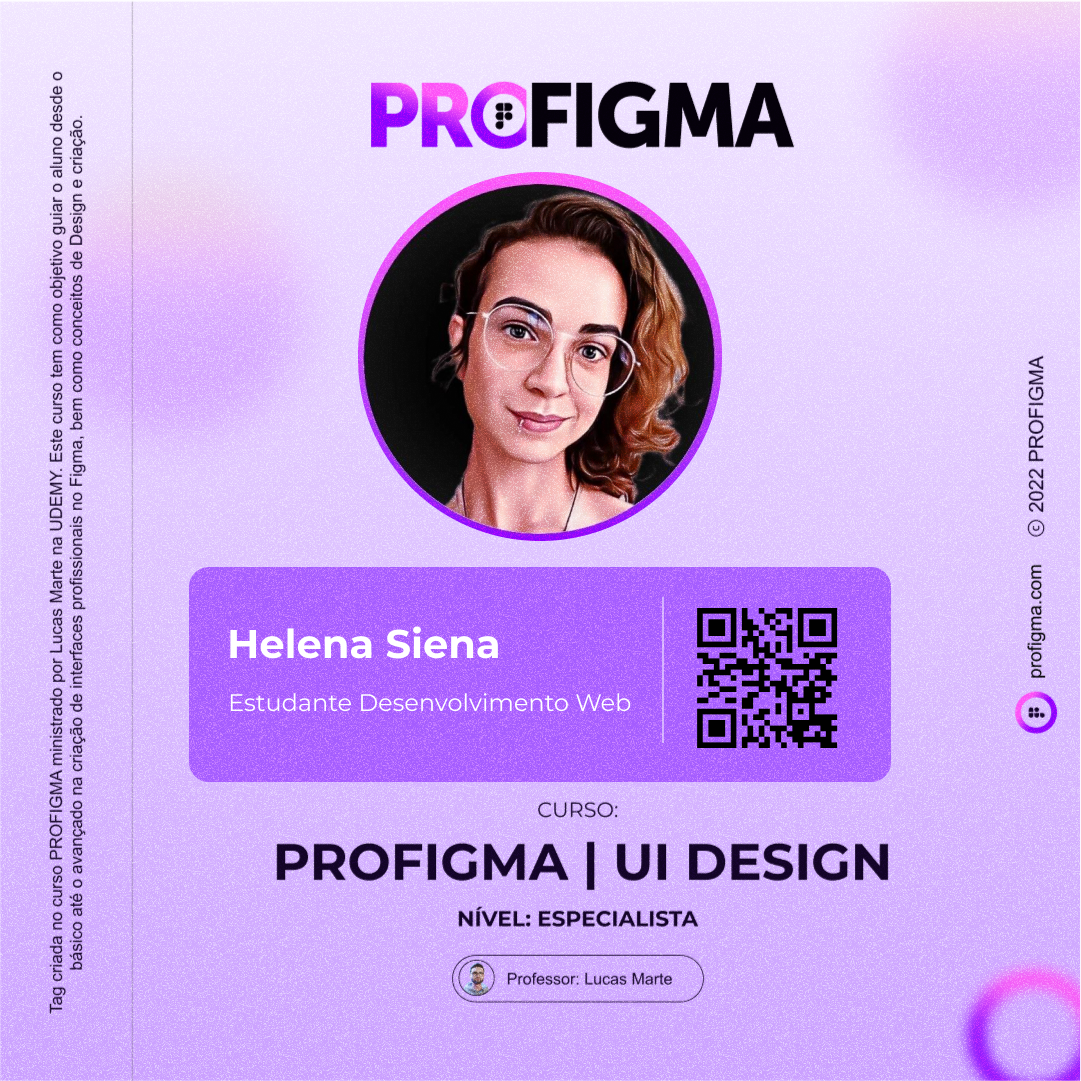 PROFIGMA
Helena Siena
Estudante Desenvolvimento Web
CURSO:
PROFIGMA | UI DESIGN
NÍVEL: ESPECIALISTA
Professor: Lucas Marte
Tag criada no curso PROFIGMA ministrado por Lucas Marte na UDEMY. Este curso tem como objetivo guiar o aluno desde o
básico até o avançado na criação de interfaces profissionais no Figma, bem como conceitos de Design e criação.
profigma.com © 2022 PROFIGMA